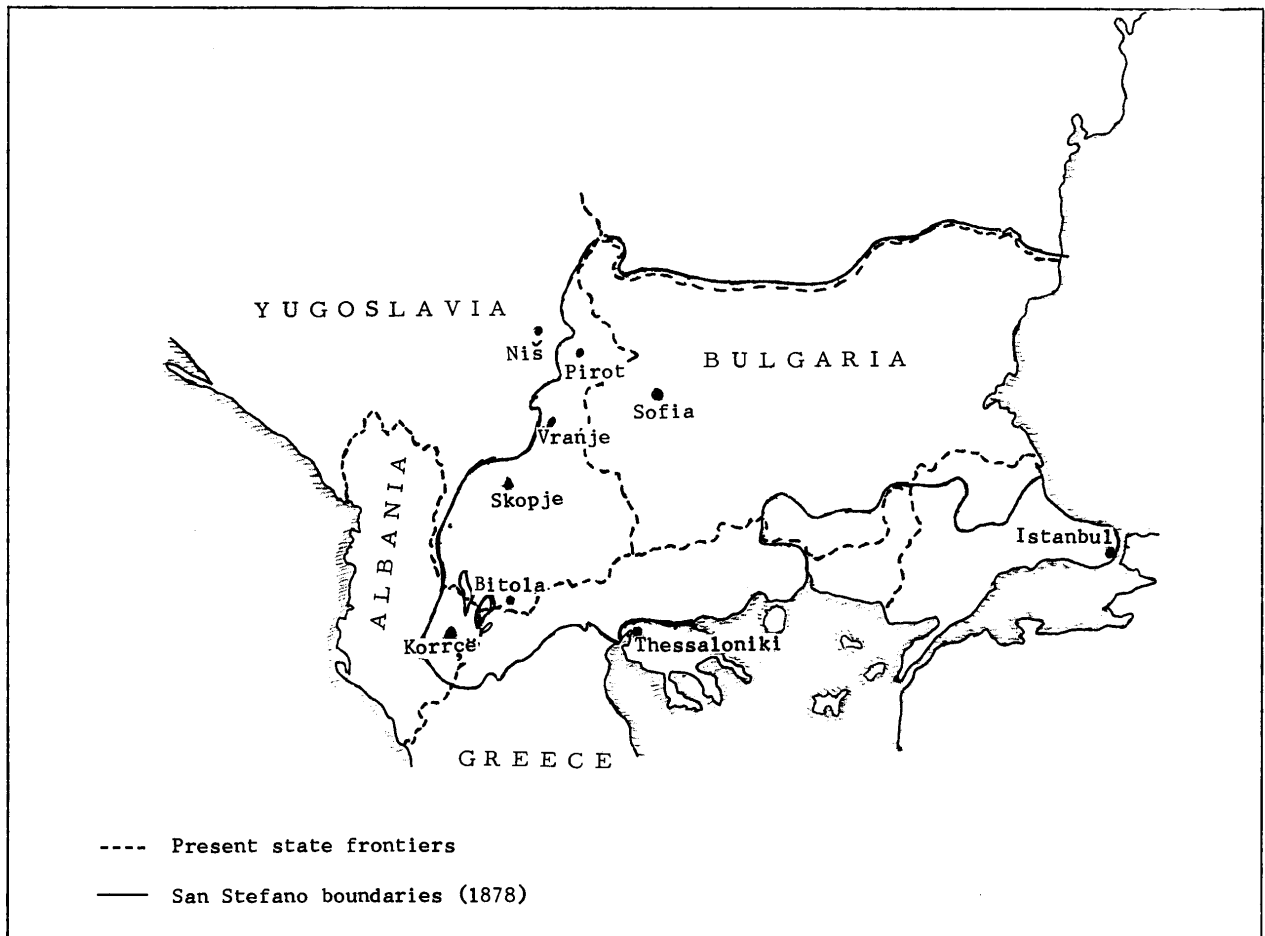 YUGOSLAVIA
Niš
Pirot
BULGARIA
Sofia
Vranje
ALBANIA
Skopje
Istanbul
Bitola
Korrcë
Thessaloniki
GREECE
---- Present state frontiers
—— San Stefano boundaries (1878)